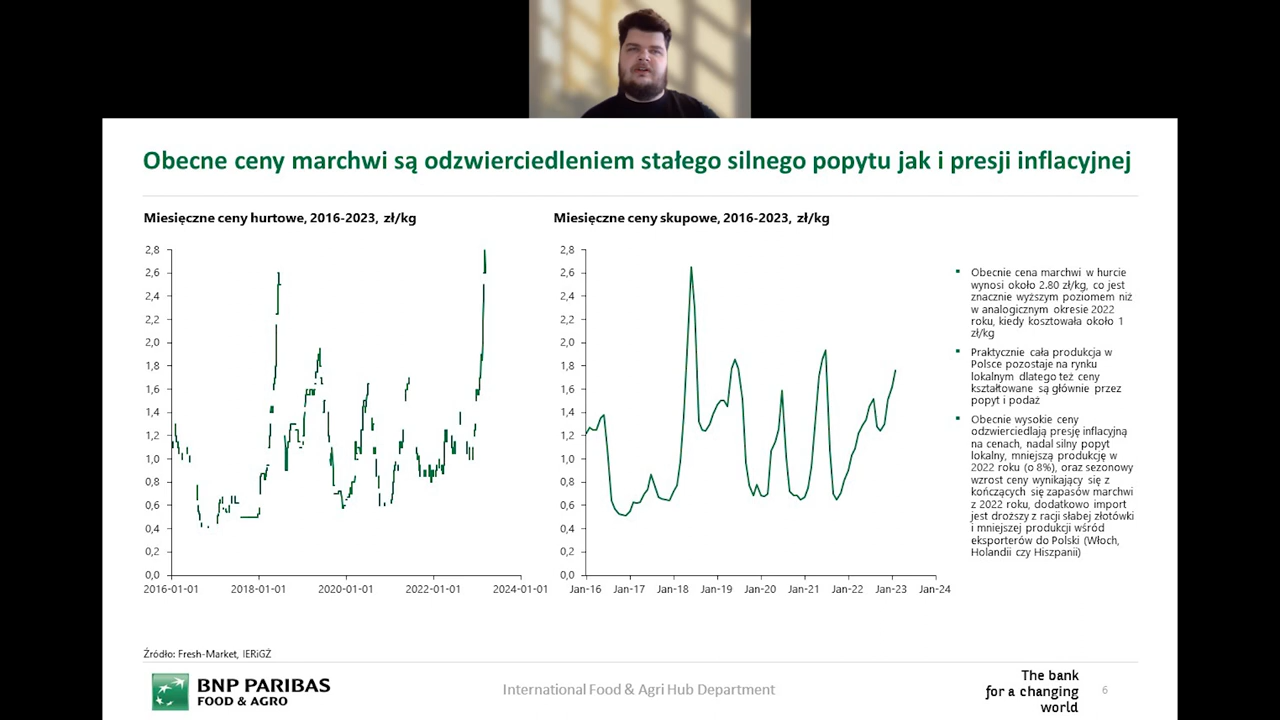 Obecne ceny marchwi są odzwierciedleniem stałego silnego popytu jak i presji inflacyjnej
Miesięczne ceny hurtowe, 2016-2023, zł/kg
2,8
2,6
2,4
2,2
2,0
1,8
1,6
1,4
1,2
1,0
0,8
0,6
0,4
0,2
0,0
2016-01-01 2018-01-01 2020-01-01 2022-01-01 2024-01-01
Miesięczne ceny skupowe, 2016-2023, zł/kg
2,8
2,6
2,4
2,2
2,0
1,8
1,6
1,4
1,2
1,0
0,8
0,6
0,4
0,2
0,0
Jan-16 Jan-17 Jan-18 Jan-19 Jan-20 Jan-21 Jan-22 Jan-23 Jan-24
Obecnie cena marchwi w hurcie
wynosi około 2.80 zł/kg, co jest
znacznie wyższym poziomem niż
w analogicznym okresie 2022
roku, kiedy kosztowała około 1
zł/kg
Praktycznie cała produkcja w
Polsce pozostaje na rynku
lokalnym dlatego też ceny
kształtowane są głównie przez
popyt i podaż
Obecnie wysokie ceny
odzwierciedlają presję inflacyjną
na cenach, nadal silny popyt
lokalny, mniejszą produkcję w
2022 roku (o 8%), oraz sezonowy
wzrost ceny wynikający się z
kończących się zapasów marchwi
z 2022 roku, dodatkowo import
jest droższy z racji słabej złotówki
i mniejszej produkcji wśród
eksporterów do Polski (Włoch,
Holandii czy Hiszpanii)
Źródło: Fresh-Market, IERiGŻ
BNP PARIBAS
FOOD & AGRO
International Food & Agri Hub Department
The bank
for a changing
world
6